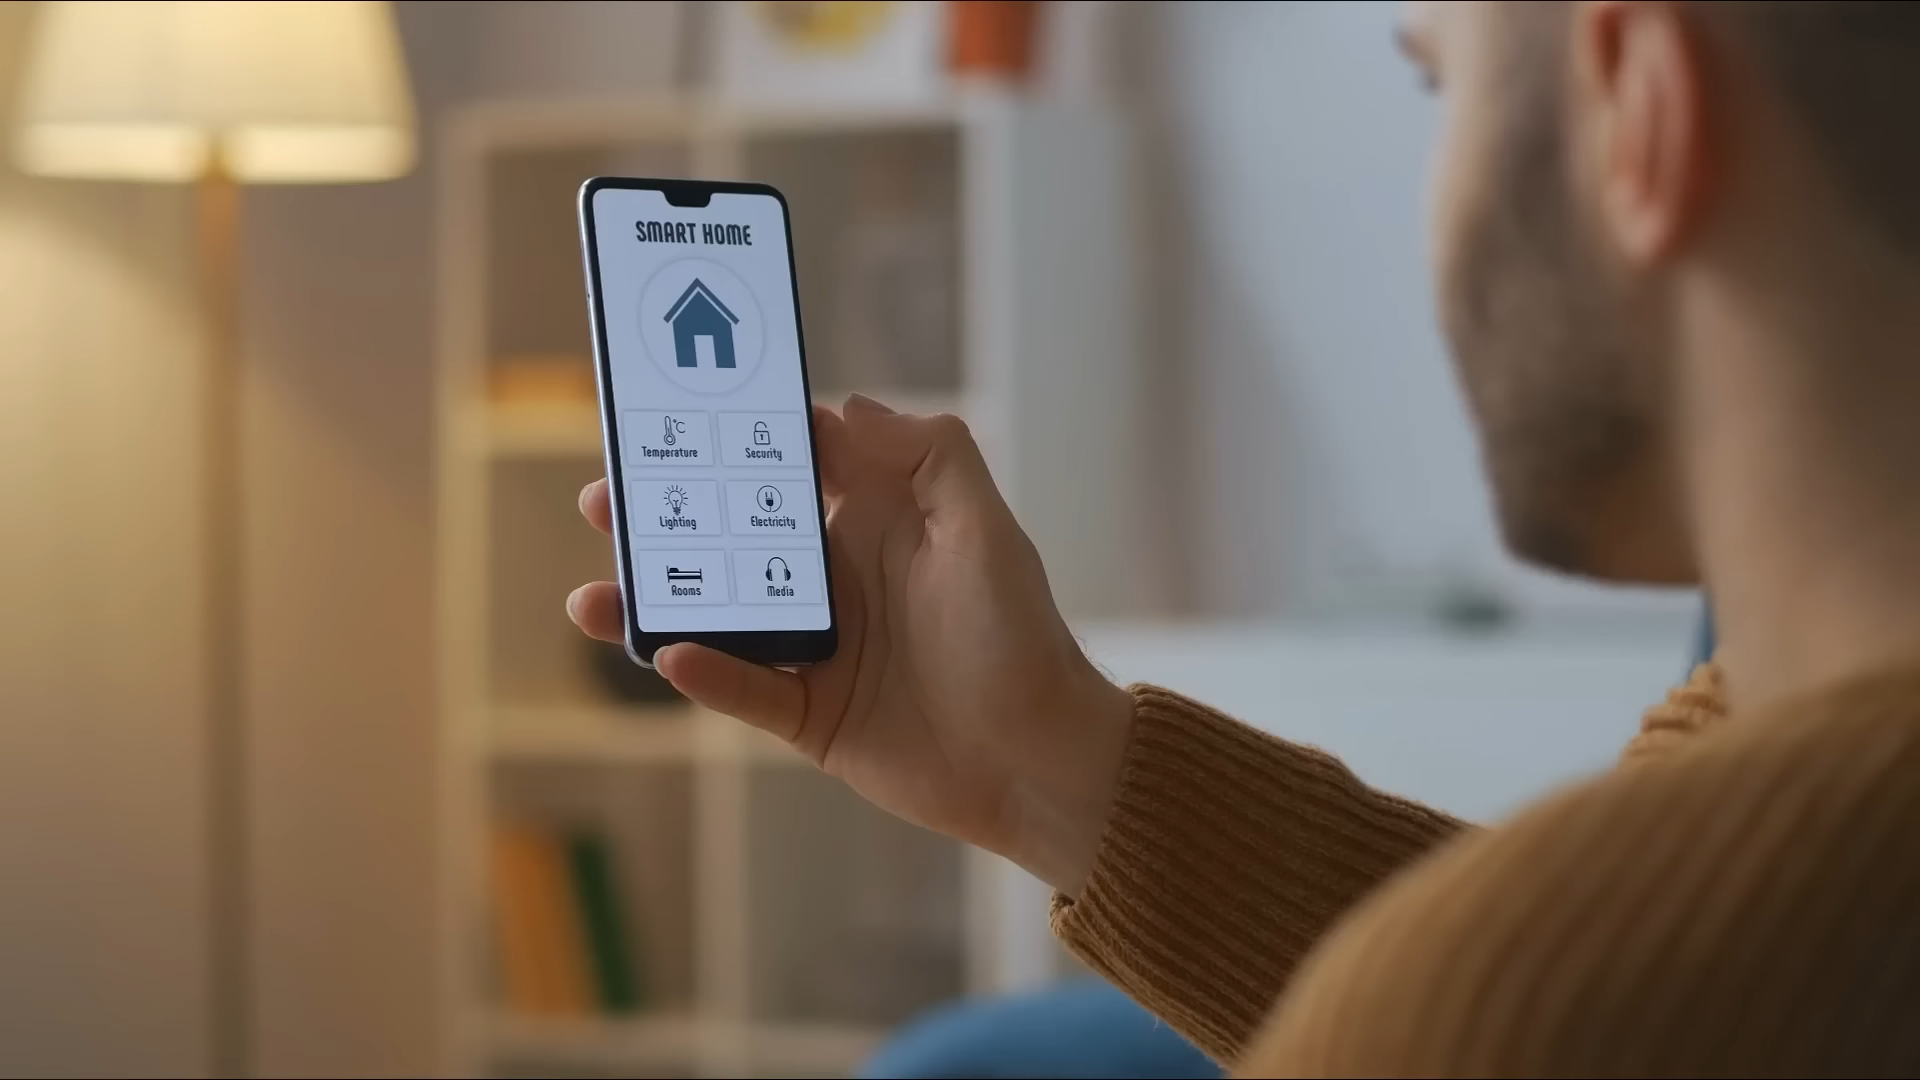 SMART HOME
°C
Temperature
Security
Lighting
Electricity
Rooms
Media